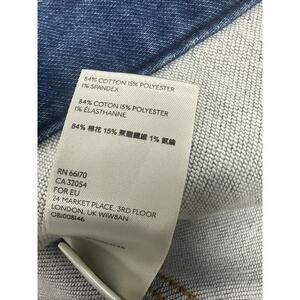 84% COTTON 15% POLYESTER
1% SPANDEX
84% COTON 15% POLYESTER
1% ÉLASTHANNE
84% 棉花 15% 聚酯纖維 1% 氨綸
RN 66170
CA 32054
FOR EU
24 MARKET PLACE, 3RD FLOOR
LONDON, UK W1W8AN
OB1008146